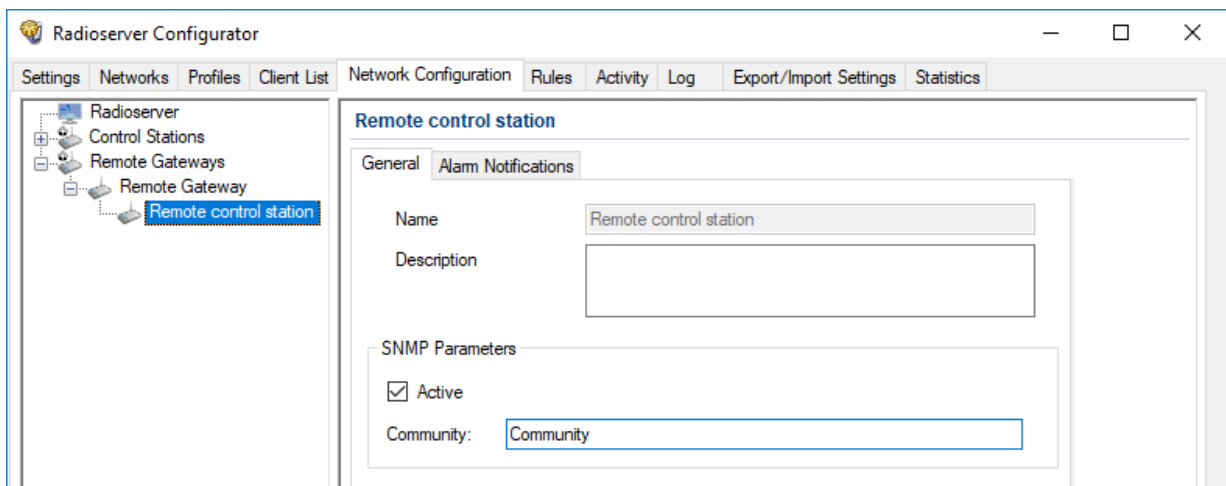 Radioserver Configurator
Settings Networks Profiles Client List Network Configuration Rules Activity Log Export/Import Settings Statistics
Radioserver
Control Stations
Remote Gateways
Remote Gateway
Remote control station
Remote control station
General Alarm Notifications
Name Remote control station
Description
SNMP Parameters
Active
Community: Community